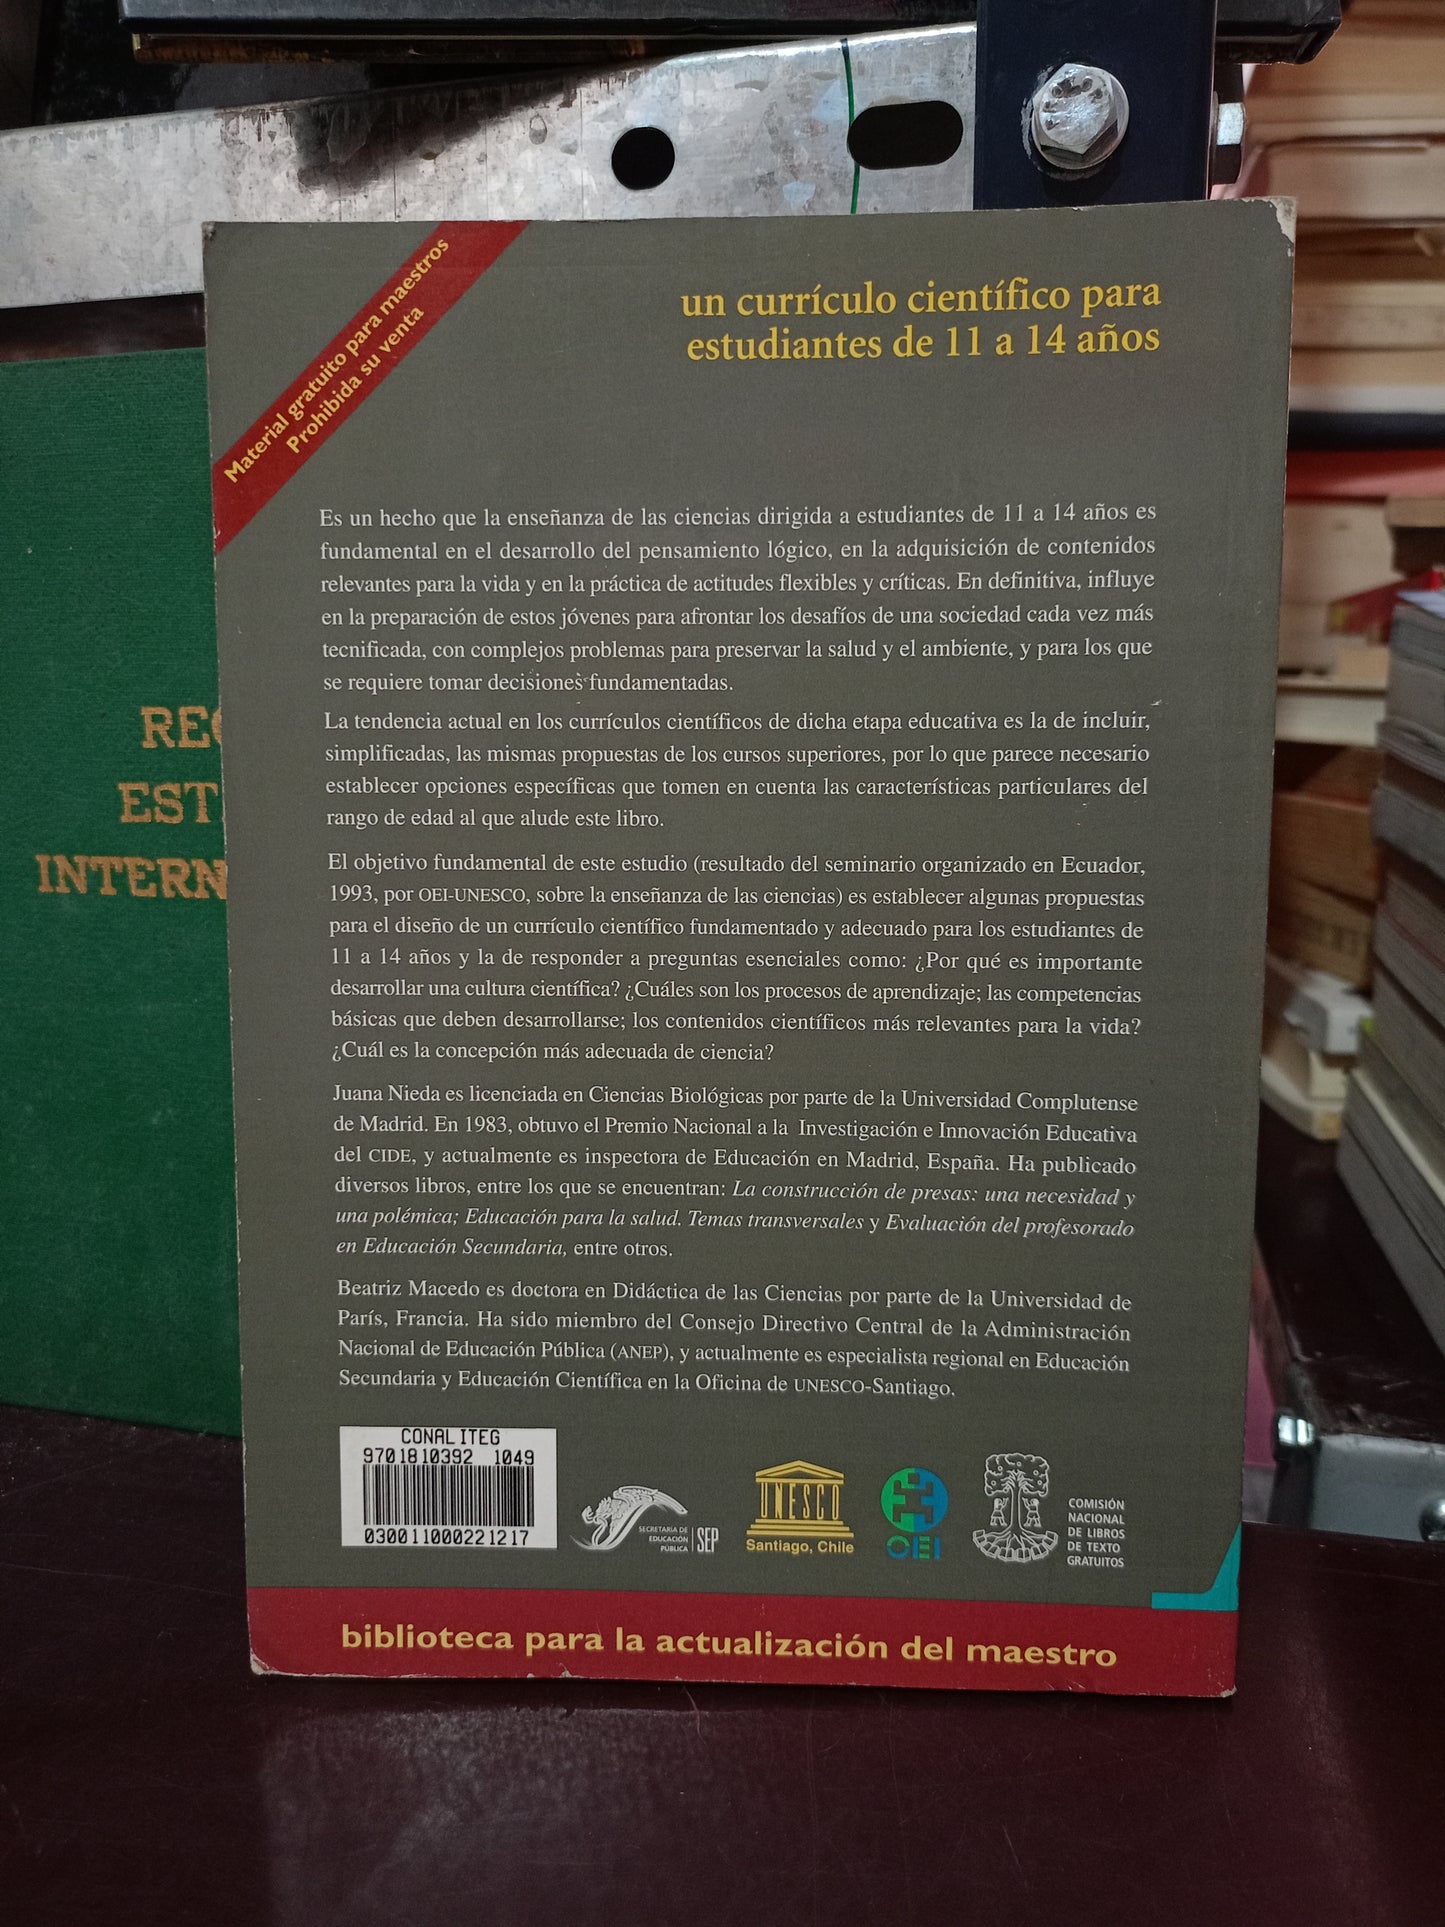 Material gratuito para maestros
Prohibida su venta
un currículo científico para
estudiantes de 11 a 14 años
Es un hecho que la enseñanza de las ciencias dirigida a estudiantes de 11 a 14 años es
fundamental en el desarrollo del pensamiento lógico, en la adquisición de contenidos
relevantes para la vida y en la práctica de actitudes flexibles y críticas. En definitiva, influye
en la preparación de estos jóvenes para afrontar los desafíos de una sociedad cada vez más
tecnificada, con complejos problemas para preservar la salud y el ambiente, y para los que
se requiere tomar decisiones fundamentadas.
La tendencia actual en los currículos científicos de dicha etapa educativa es la de incluir,
simplificadas, las mismas propuestas de los cursos superiores, por lo que parece necesario
establecer opciones específicas que tomen en cuenta las características particulares del
rango de edad al que alude este libro.
El objetivo fundamental de este estudio (resultado del seminario organizado en Ecuador,
1993, por OEI-UNESCO, sobre la enseñanza de las ciencias) es establecer algunas propuestas
para el diseño de un currículo científico fundamentado y adecuado para los estudiantes de
11 a 14 años y la de responder a preguntas esenciales como: ¿Por qué es importante
desarrollar una cultura científica? ¿Cuáles son los procesos de aprendizaje; las competencias
básicas que deben desarrollarse; los contenidos científicos más relevantes para la vida?
¿Cuál es la concepción más adecuada de ciencia?
Juana Nieda es licenciada en Ciencias Biológicas por parte de la Universidad Complutense
de Madrid. En 1983, obtuvo el Premio Nacional a la Investigación e Innovación Educativa
del CIDE, y actualmente es inspectora de Educación en Madrid, España. Ha publicado
diversos libros, entre los que se encuentran: La construcción de presas: una necesidad y
una polémica; Educación para la salud. Temas transversales y Evaluación del profesorado
en Educación Secundaria, entre otros.
Beatriz Macedo es doctora en Didáctica de las Ciencias por parte de la Universidad de
París, Francia. Ha sido miembro del Consejo Directivo Central de la Administración
Nacional de Educación Pública (ANEP), y actualmente es especialista regional en Educación
Secundaria y Educación Científica en la Oficina de UNESCO-Santiago.
CONALITEG
9701810392 1049
03001100022 1217
SECRETARÍA DE
EDUCACIÓN
PÚBLICA
SEP
UNESCO
Santiago, Chile
OEI
COMISIÓN
NACIONAL
DE LIBROS
DE TEXTO
GRATUITOS
biblioteca para la actualización del maestro
REG
EST
INTERN